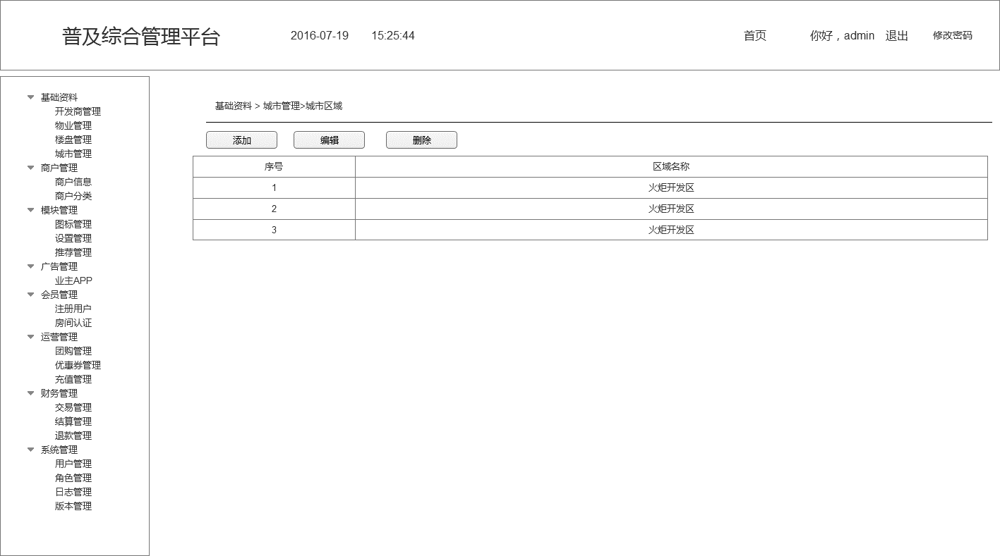 普及综合管理平台 2016-07-19 15:25:44 首页 你好，admin 退出 修改密码
基础资料
开发商管理
物业管理
楼盘管理
城市管理
商户管理
商户信息
商户分类
模块管理
图标管理
设置管理
推荐管理
广告管理
业主APP
会员管理
注册用户
房间认证
运营管理
团购管理
优惠券管理
充值管理
财务管理
交易管理
结算管理
退款管理
系统管理
用户管理
角色管理
日志管理
版本管理
基础资料 > 城市管理>城市区域
添加 编辑 删除
序号 区域名称
1 火炬开发区
2 火炬开发区
3 火炬开发区